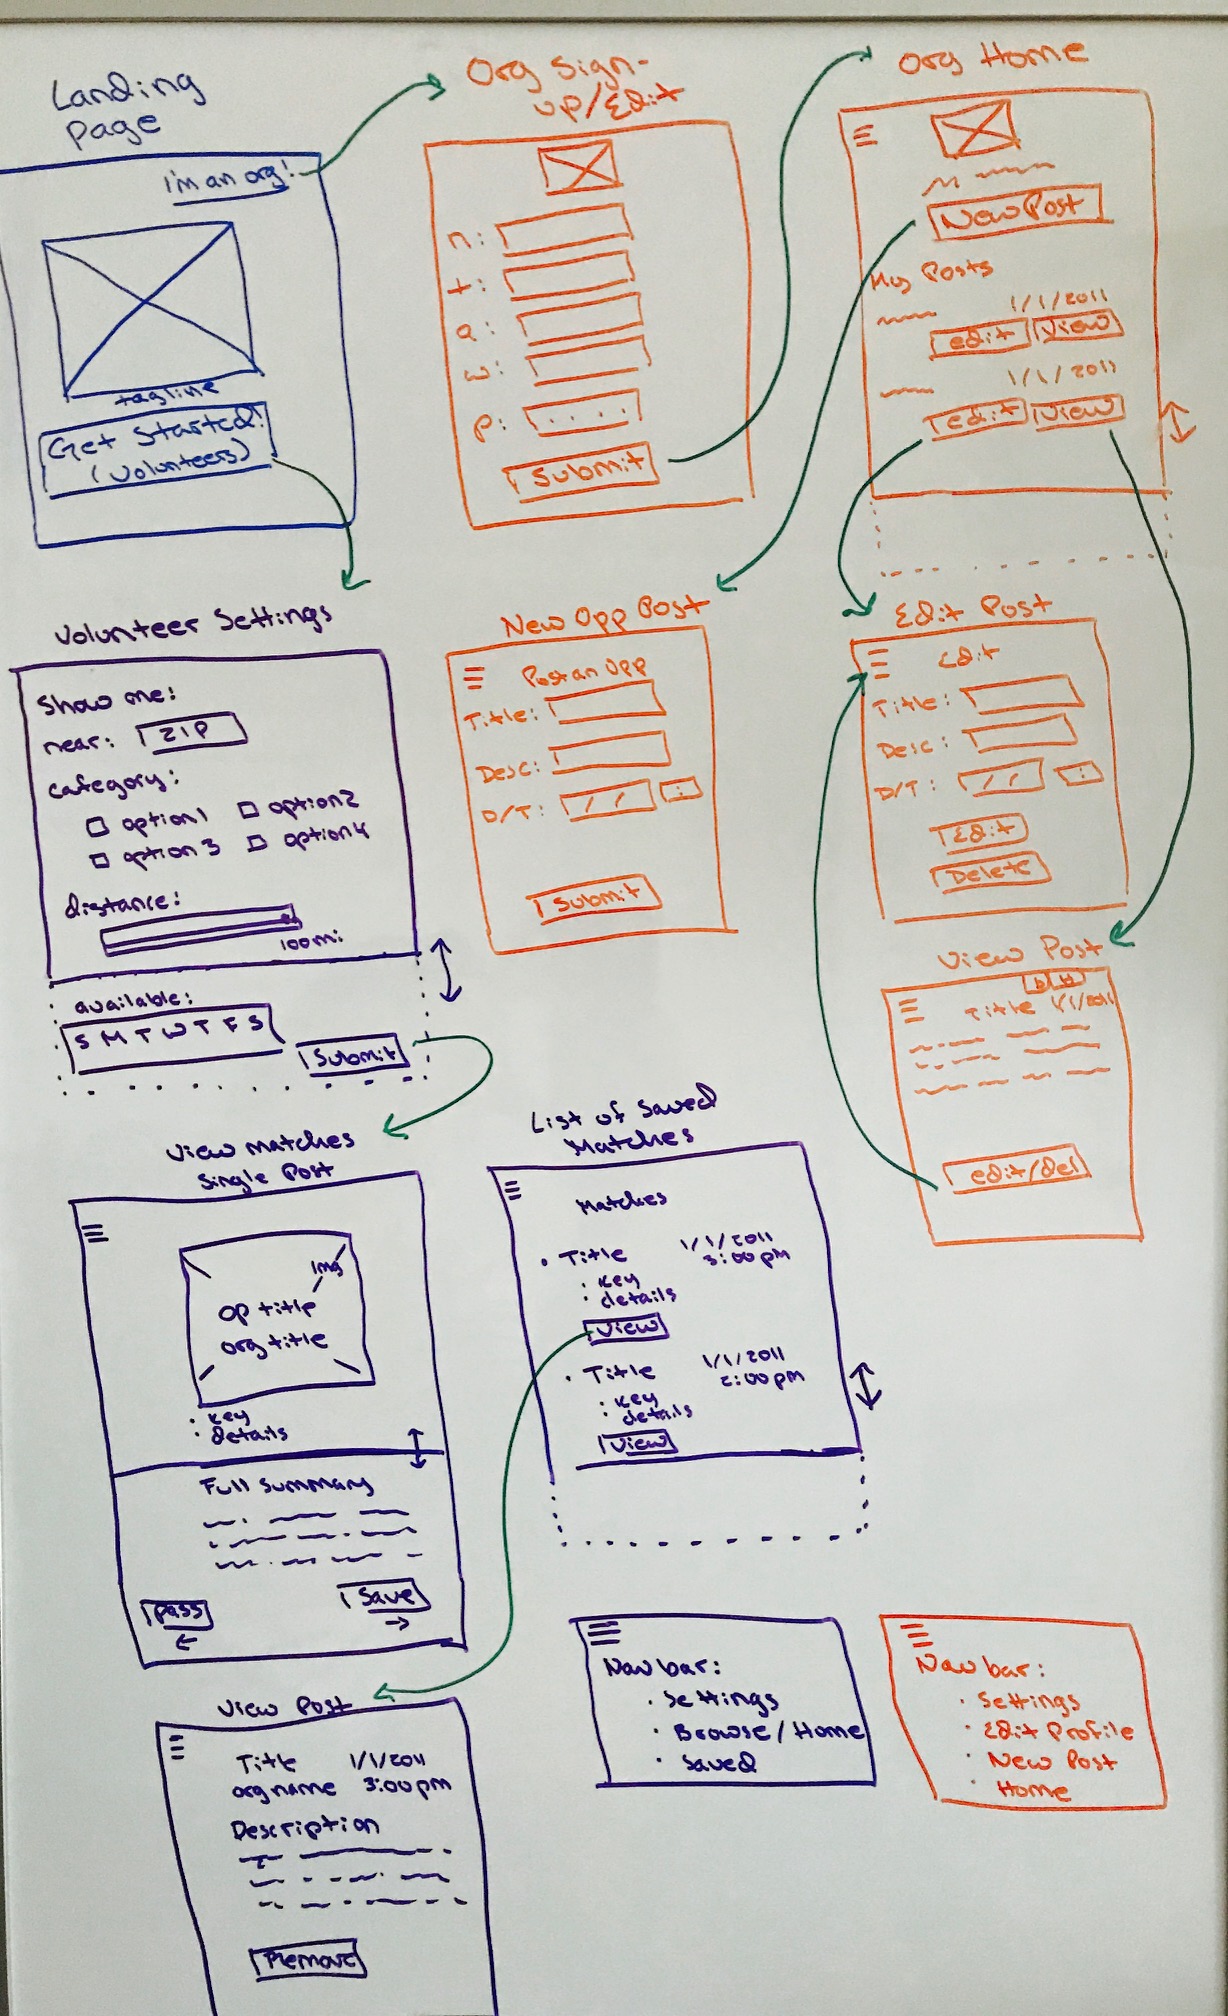 Landing
Page
I'm an org!
tagline
Get Started!
(Volunteers)
Org Sign-
up/Edit
n:
t:
a:
w:
p: ....
Submit
Org Home
New Post
My Posts
1/1/2011
edit view
1/1/2011
edit view
Volunteer Settings
Show me:
near: ZIP
category:
option1 option2
option3 option4
distance:
100mi
available:
S M T W T F S
Submit
New Opp Post
Post an Opp
Title:
Desc:
D/T: / / :
Submit
Edit Post
Edit
Title:
Desc:
D/T: / / :
Edit
Delete
View Post
Title 1/1/2011
edit/del
View Matches
Single Post
img
op title
org title
· key
· details
Full Summary
pass
←
Save
→
List of Saved
Matches
Matches
· Title 1/1/2011
3:00pm
· key
· details
View
· Title 1/1/2011
2:00pm
· key
· details
View
View Post
Title 1/1/2011
org name 3:00pm
Description
Remove
Nav bar:
· Settings
· Browse/Home
· Saved
Nav bar:
· Settings
· Edit Profile
· New Post
· Home